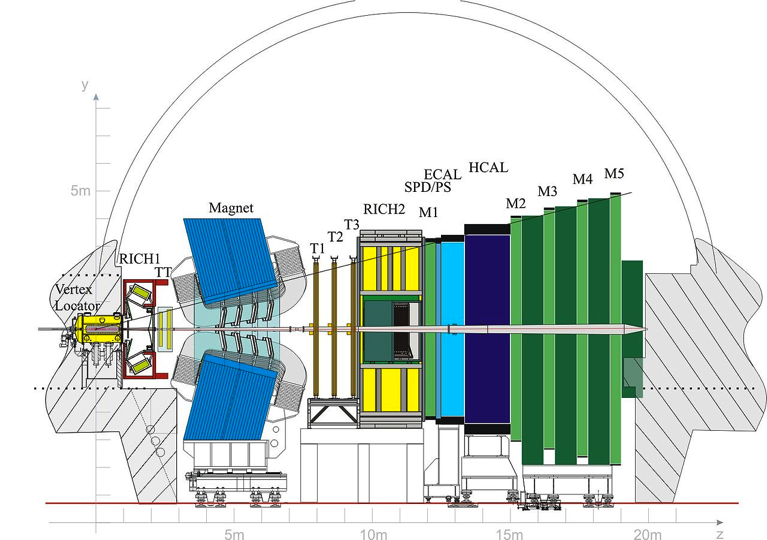 y
5m
Magnet
RICH1
TT
Vertex
Locator
T1
T2
T3
RICH2
M1
SPD/PS
ECAL
HCAL
M2
M3
M4
M5
5m
10m
15m
20m
z